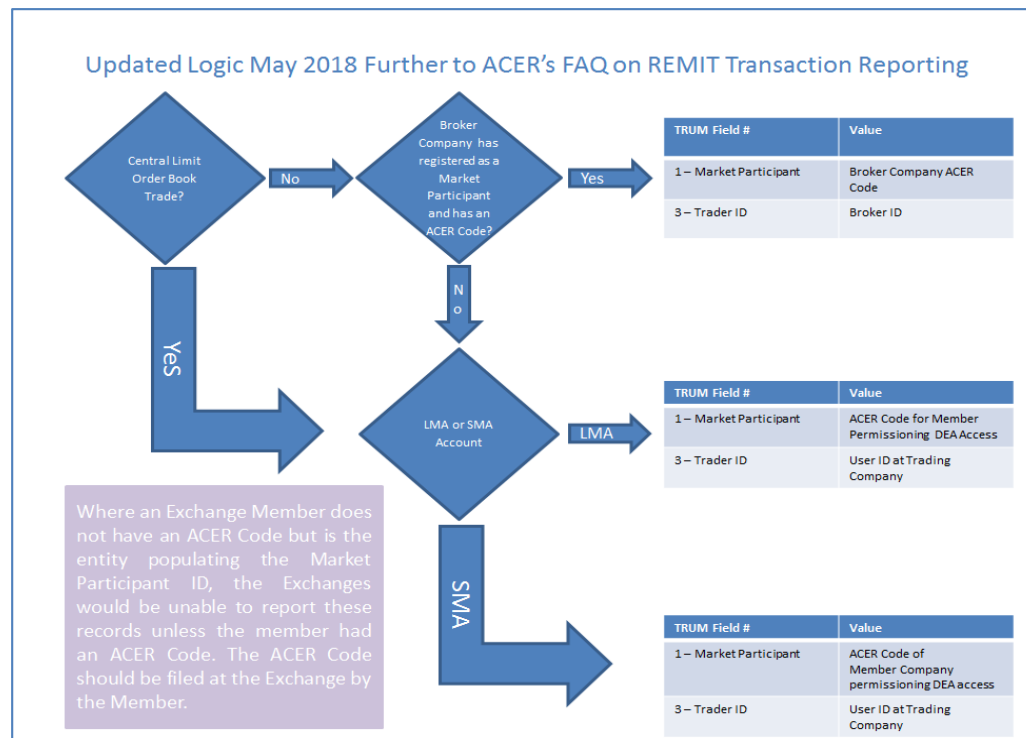 Updated Logic May 2018 Further to ACER's FAQ on REMIT Transaction Reporting
Central Limit
Order Book
Trade?
No
Broker
Company has
registered as a
Market
Participant
and has an
ACER Code?
Yes
TRUM Field #
Value
1 – Market Participant
Broker Company ACER
Code
3 – Trader ID
Broker ID
N
o
YeS
LMA or SMA
Account
LMA
TRUM Field #
Value
1 – Market Participant
ACER Code for Member
Permissioning DEA Access
3 – Trader ID
User ID at Trading
Company
Where an Exchange Member does
not have an ACER Code but is the
entity populating the Market
Participant ID, the Exchanges
would be unable to report these
records unless the member had
an ACER Code. The ACER Code
should be filed at the Exchange by
the Member.
SMA
TRUM Field #
Value
1 – Market Participant
ACER Code of
Member Company
permissioning DEA access
3 – Trader ID
User ID at Trading
Company